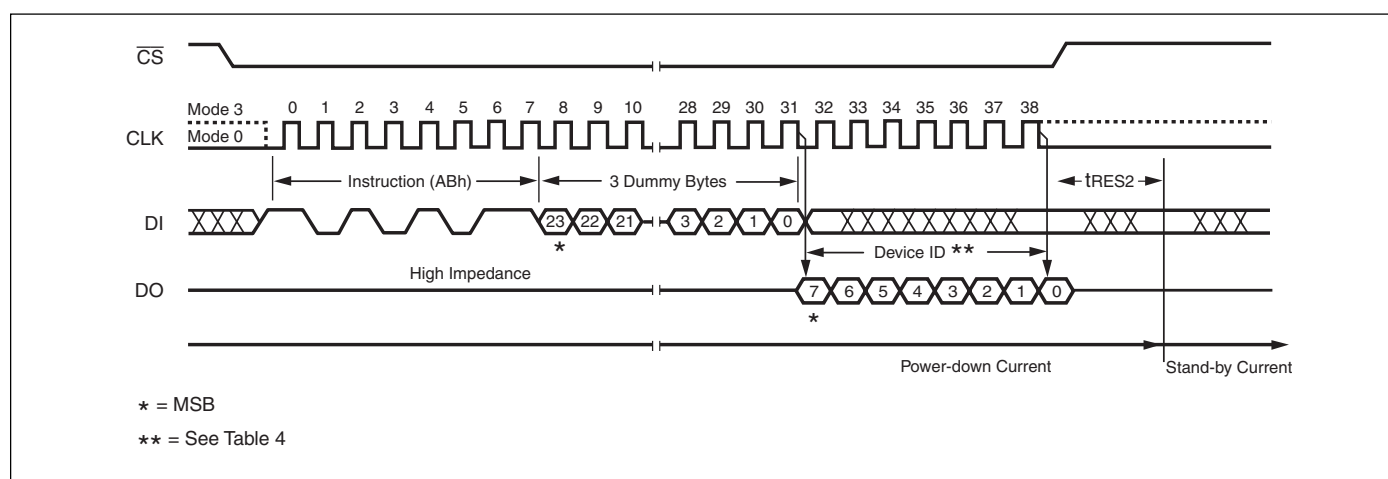 CS
Mode 3
0 1 2 3 4 5 6 7 8 9 10 28 29 30 31 32 33 34 35 36 37 38
CLK
Mode 0
Instruction (ABh)
3 Dummy Bytes
tRES2
DI
23 22 21 3 2 1 0
*
Device ID **
High Impedance
DO
7 6 5 4 3 2 1 0
*
Power-down Current
Stand-by Current
* = MSB
** = See Table 4